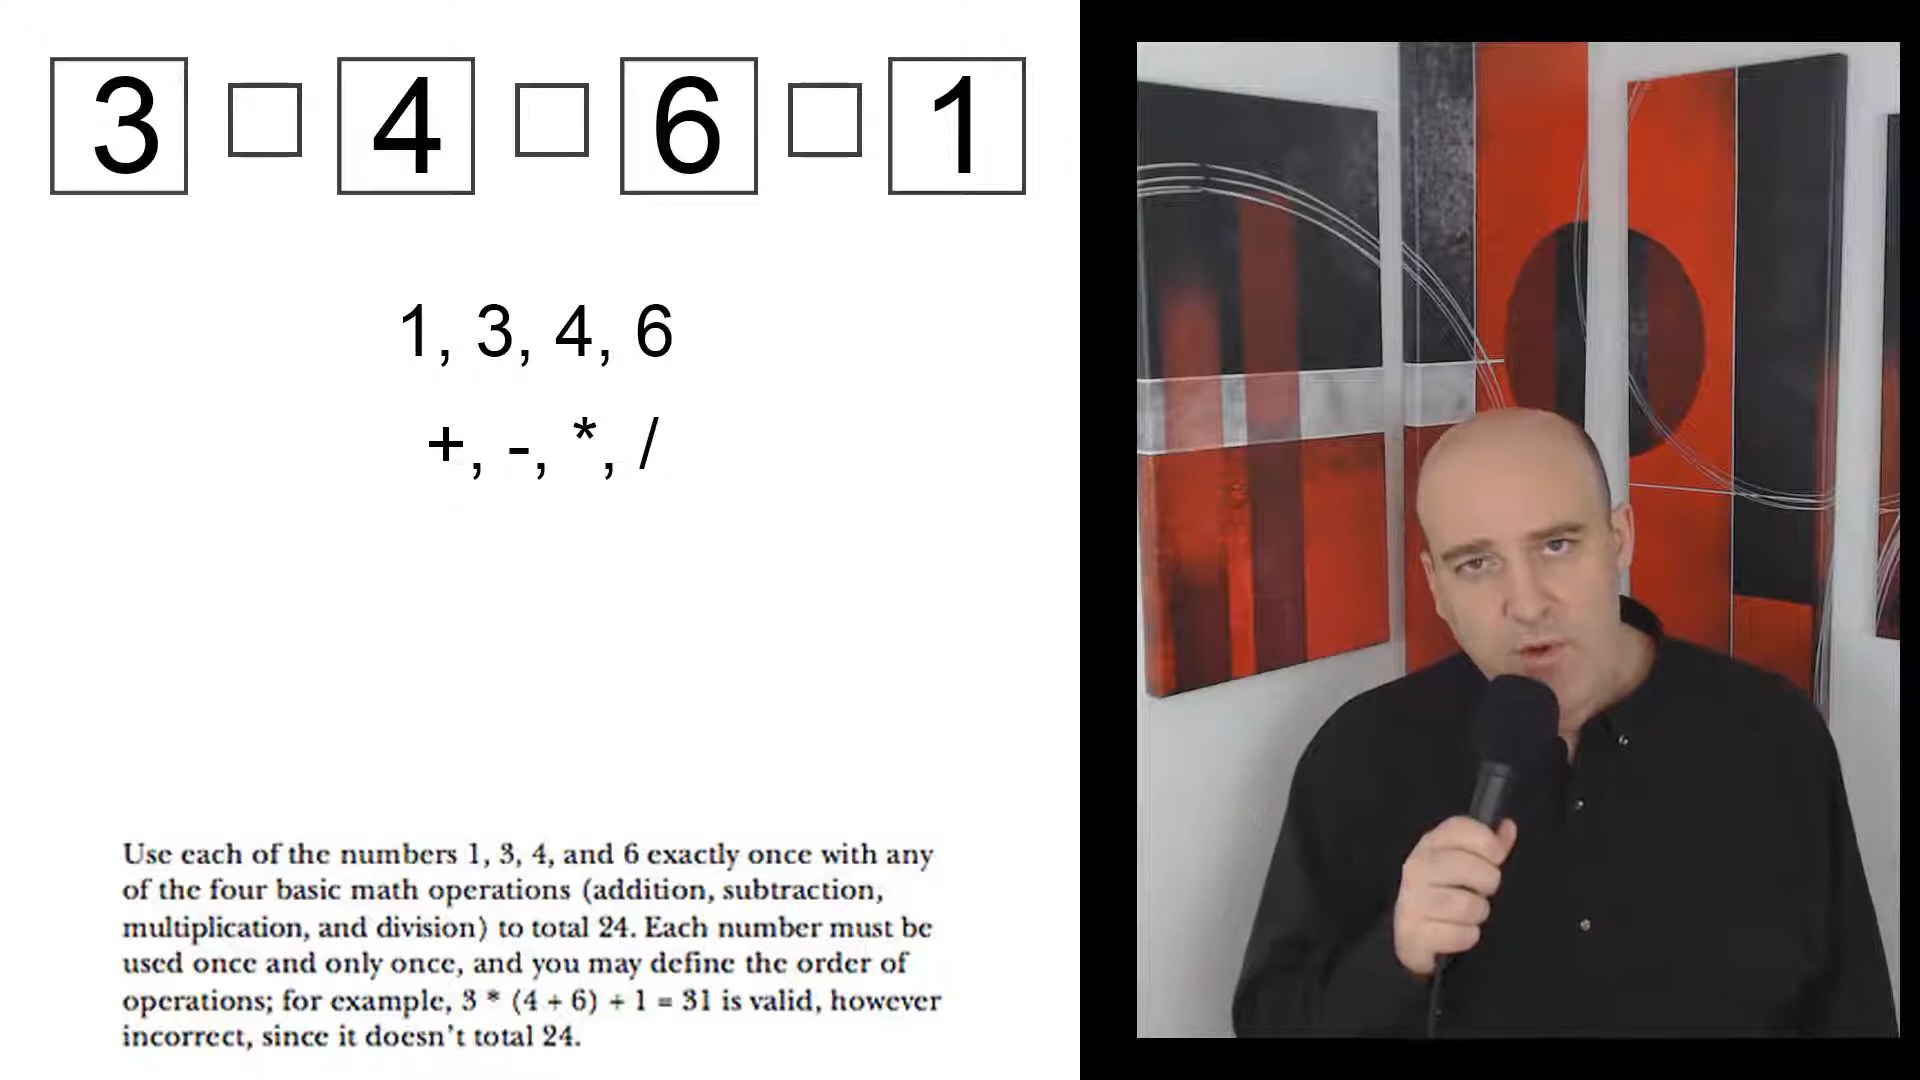 3 4 6 1
1, 3, 4, 6
+, -, *, /
Use each of the numbers 1, 3, 4, and 6 exactly once with any
of the four basic math operations (addition, subtraction,
multiplication, and division) to total 24. Each number must be
used once and only once, and you may define the order of
operations; for example, 3 * (4 + 6) + 1 = 31 is valid, however
incorrect, since it doesn't total 24.